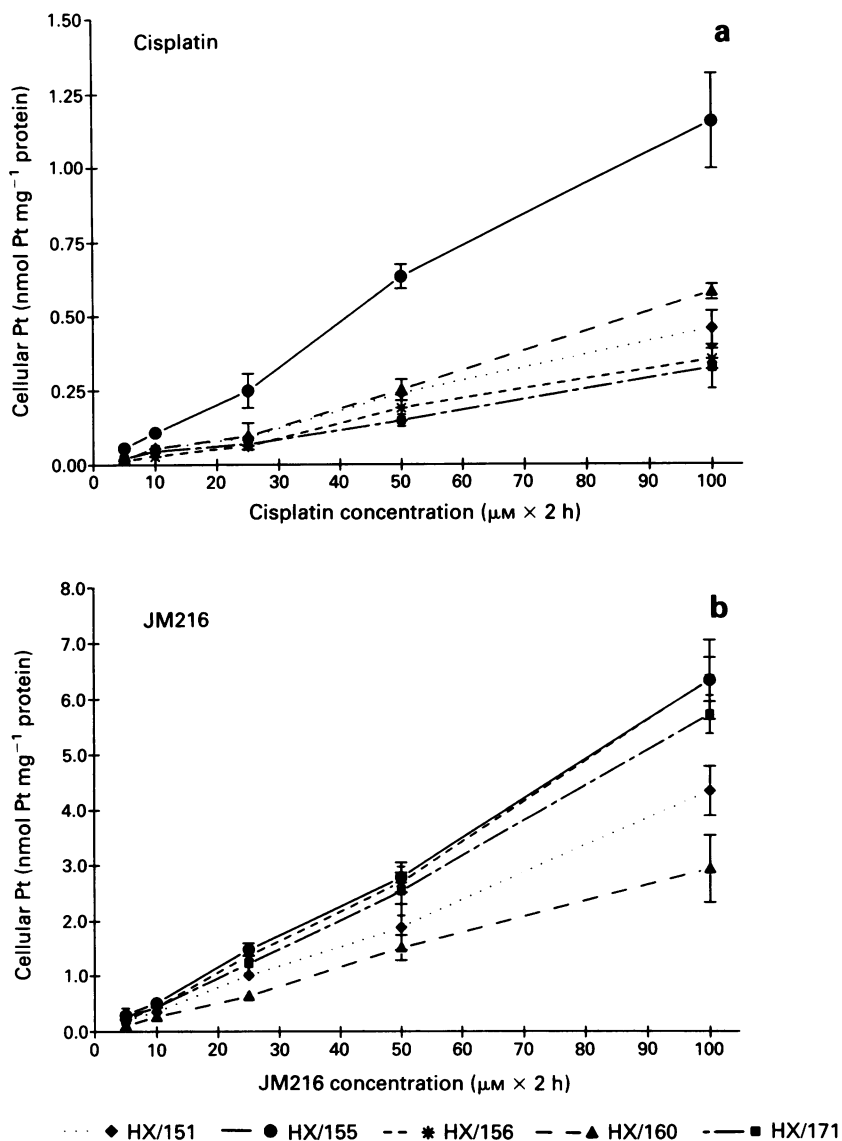 a
Cisplatin
1.50
1.25
1.00
0.75
0.50
0.25
0.00
Cellular Pt (nmol Pt mg⁻¹ protein)
0 10 20 30 40 50 60 70 80 90 100
Cisplatin concentration (μM × 2 h)
b
JM216
8.0
7.0
6.0
5.0
4.0
3.0
2.0
1.0
0.0
Cellular Pt (nmol Pt mg⁻¹ protein)
0 10 20 30 40 50 60 70 80 90 100
JM216 concentration (μM × 2 h)
HX/151 HX/155 HX/156 HX/160 HX/171